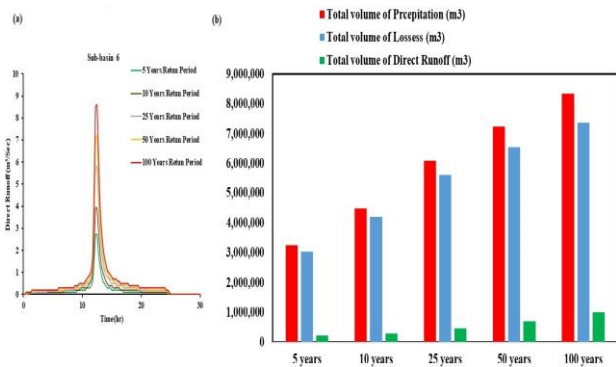 (a)
Sub-basin 6
5 Years Retun Period
10 Years Retun Period
25 Years Retun Period
50 Years Retun Period
100 Years Retun Period
Direct Runoff (m³/Sec)
10
9
8
7
6
5
4
3
2
1
0
0 10 20 30
Time(hr)
(b)
Total volume of Prcepitation (m3)
Total volume of Lossess (m3)
Total volume of Direct Runoff (m3)
9,000,000
8,000,000
7,000,000
6,000,000
5,000,000
4,000,000
3,000,000
2,000,000
1,000,000
0
5 years 10 years 25 years 50 years 100 years